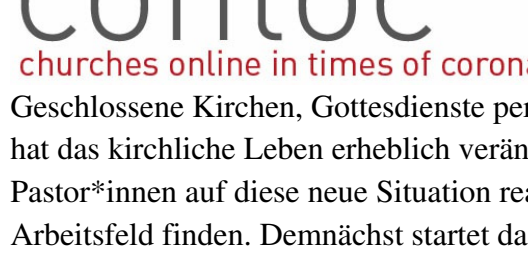 contoc
churches online in times of corona
Geschlossene Kirchen, Gottesdienste per
hat das kirchliche Leben erheblich verän
Pastor*innen auf diese neue Situation rea
Arbeitsfeld finden. Demnächst startet da